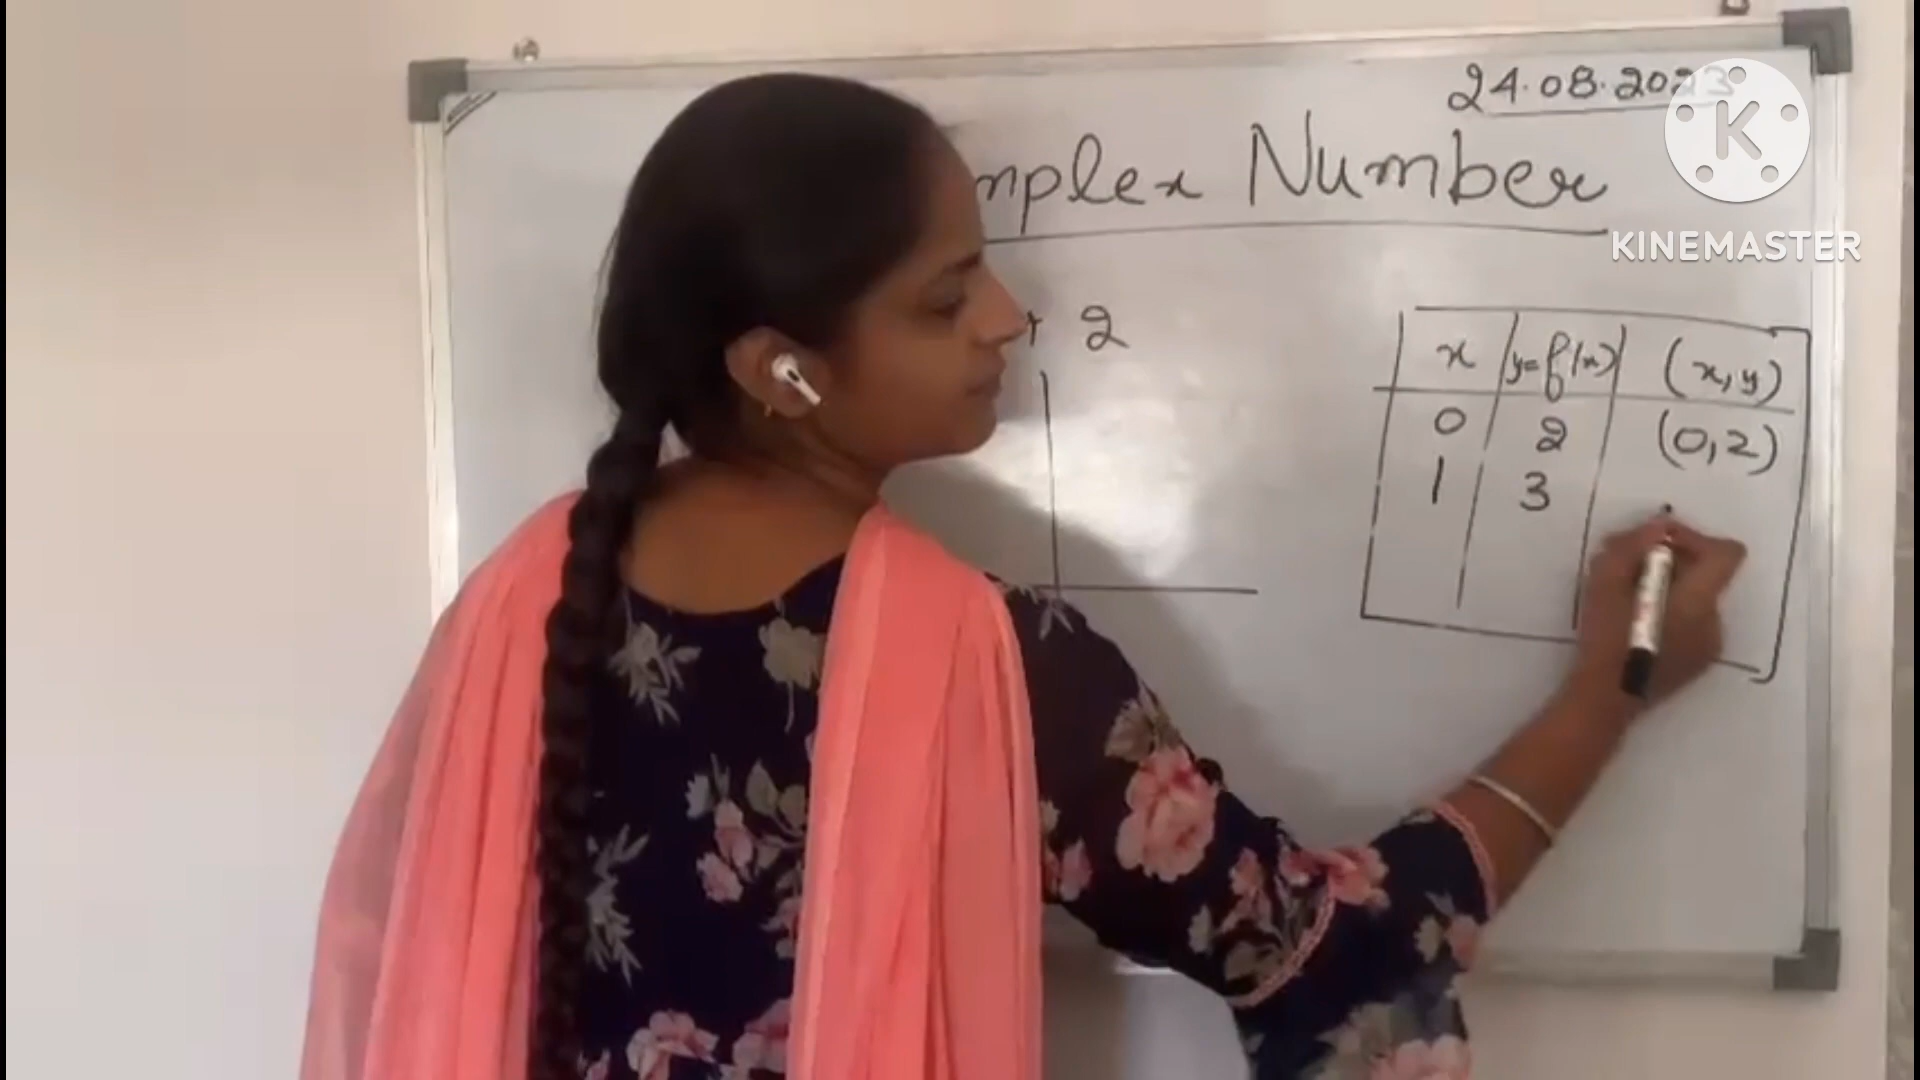 24.08.2023
mplex Number
+ 2
x y=f(x) (x,y)
0 2 (0,2)
1 3
K
KINEMASTER